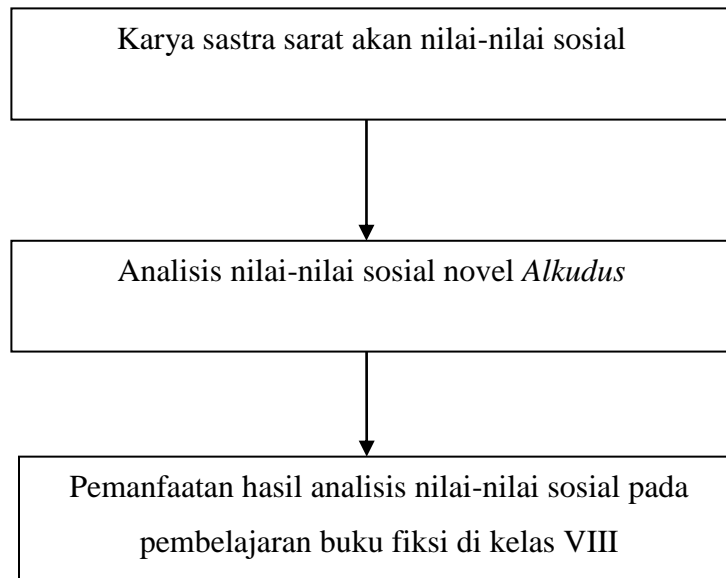 Karya sastra sarat akan nilai-nilai sosial
Analisis nilai-nilai sosial novel Alkudus
Pemanfaatan hasil analisis nilai-nilai sosial pada
pembelajaran buku fiksi di kelas VIII